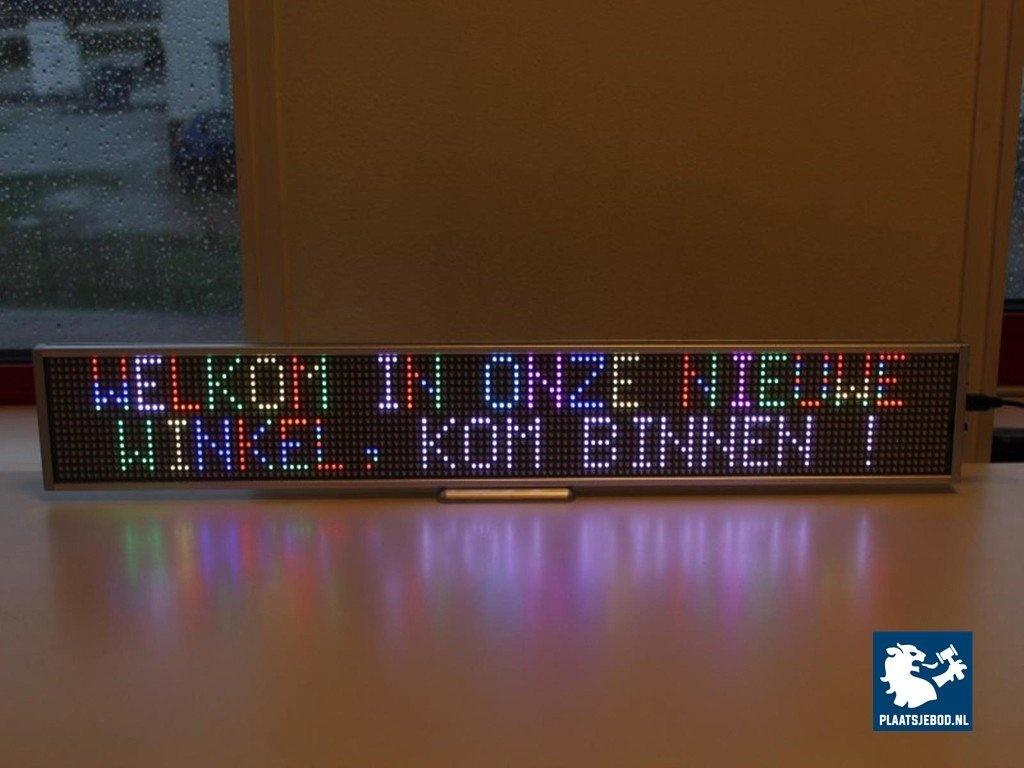 WELKOM IN ONZE NIEUWE
WINKEL, KOM BINNEN !
PLAATSJEBOD.NL